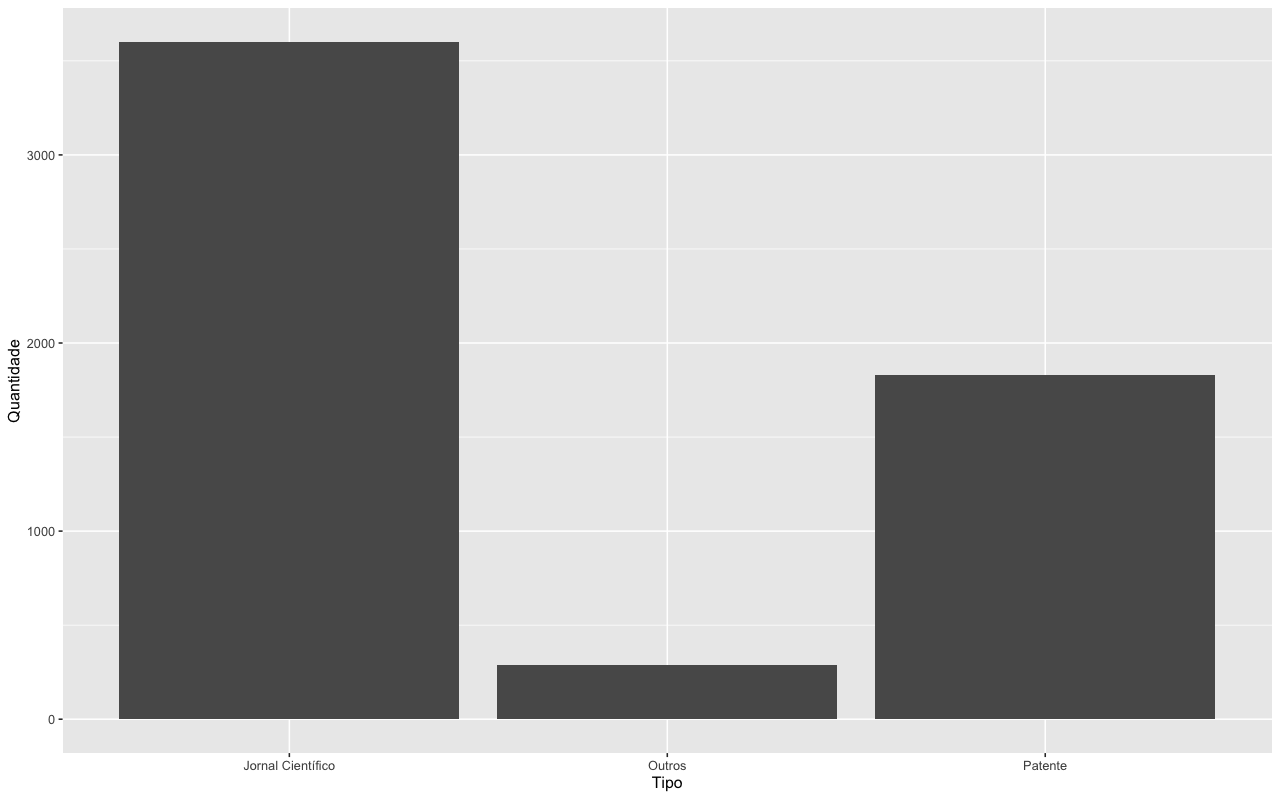 Quantidade
3000
2000
1000
0
Jornal Científico
Outros
Patente
Tipo